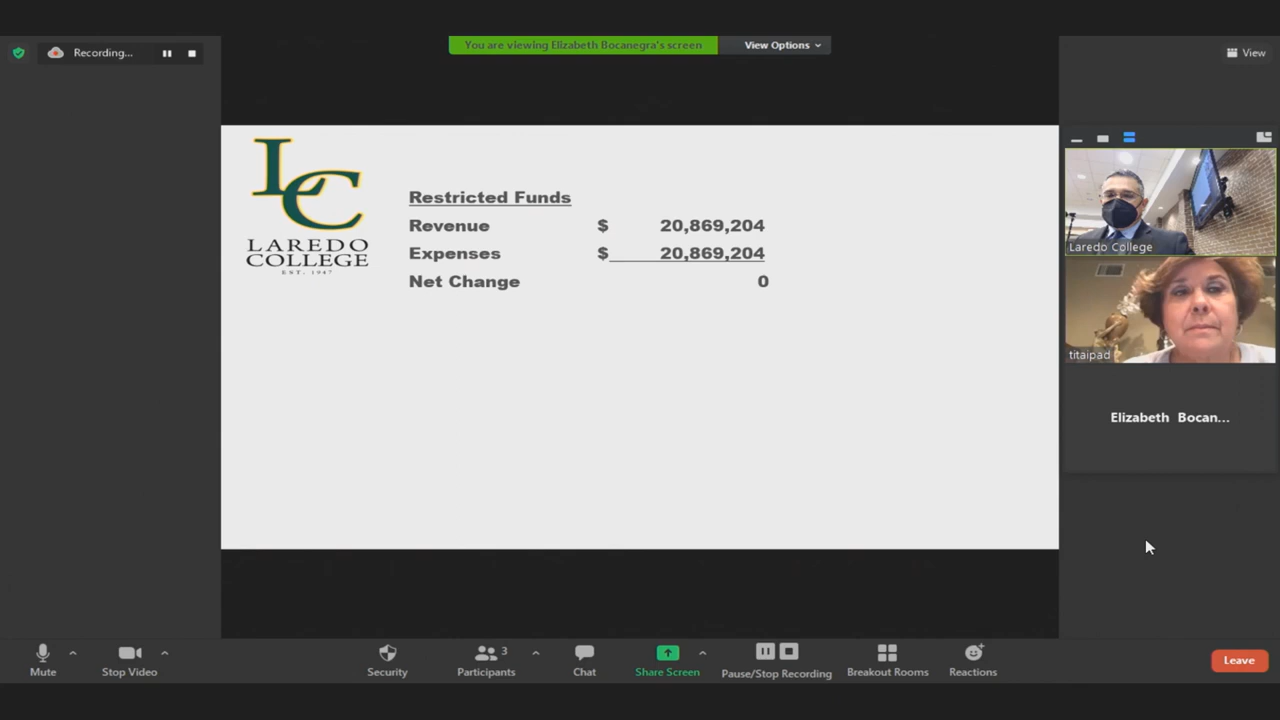 Recording...
You are viewing Elizabeth Bocanegra's screen
View Options
View
LC
LAREDO
COLLEGE
EST. 1947
Restricted Funds
Revenue $ 20,869,204
Expenses $ 20,869,204
Net Change 0
Laredo College
titaipad
Elizabeth Bocan...
Mute
Stop Video
Security
Participants 3
Chat
Share Screen
Pause/Stop Recording
Breakout Rooms
Reactions
Leave